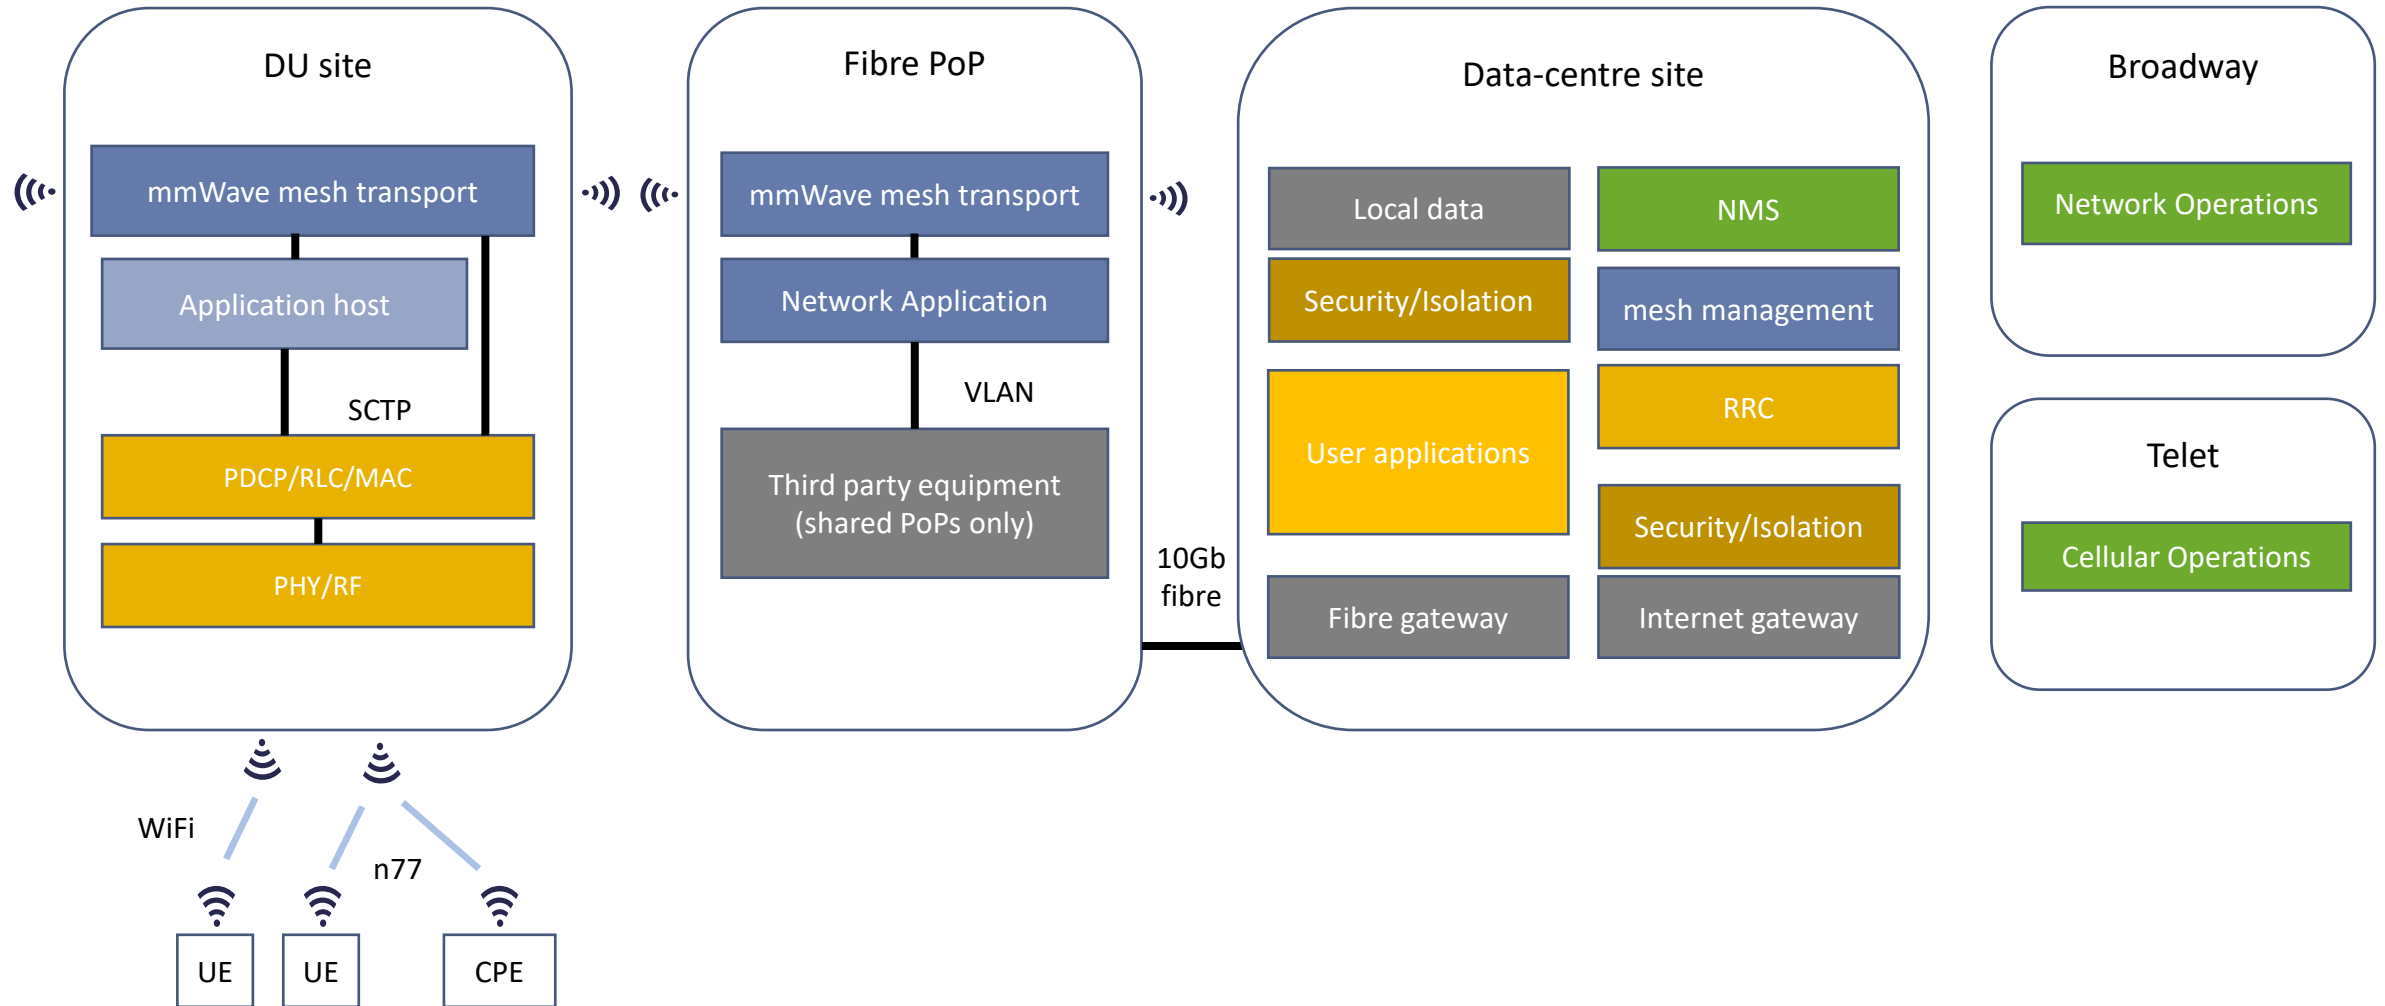 DU site
mmWave mesh transport
Application host
SCTP
PDCP/RLC/MAC
PHY/RF
WiFi
n77
UE
UE
CPE
Fibre PoP
mmWave mesh transport
Network Application
VLAN
Third party equipment
(shared PoPs only)
10Gb
fibre
Data-centre site
Local data
Security/Isolation
User applications
Fibre gateway
NMS
mesh management
RRC
Security/Isolation
Internet gateway
Broadway
Network Operations
Telet
Cellular Operations